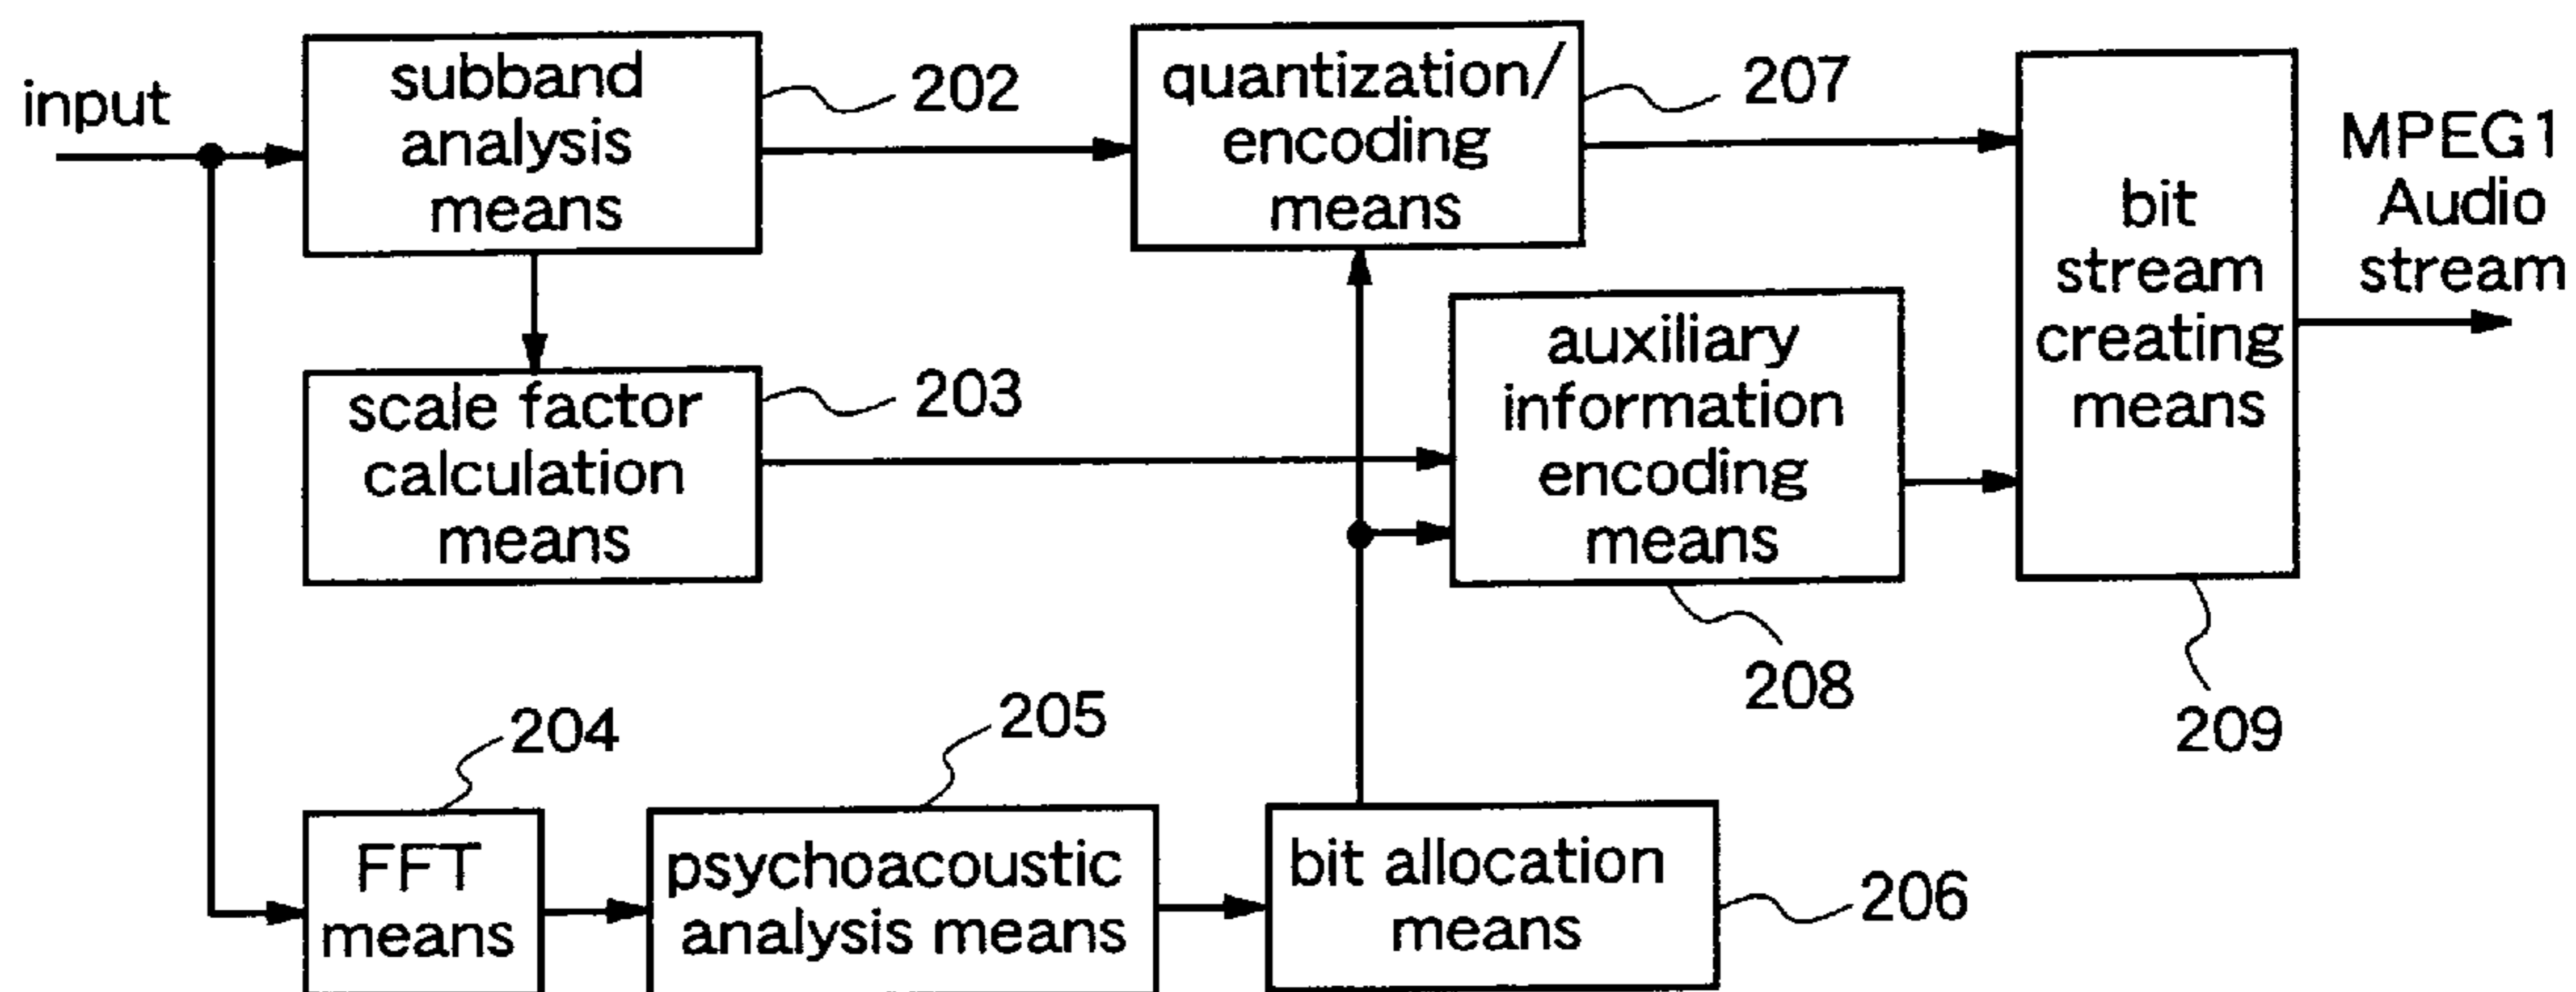 input
subband
analysis
means
202
quantization/
encoding
means
207
bit
stream
creating
means
209
MPEG1
Audio
stream
scale factor
calculation
means
203
auxiliary
information
encoding
means
208
FFT
means
204
psychoacoustic
analysis means
205
bit allocation
means
206